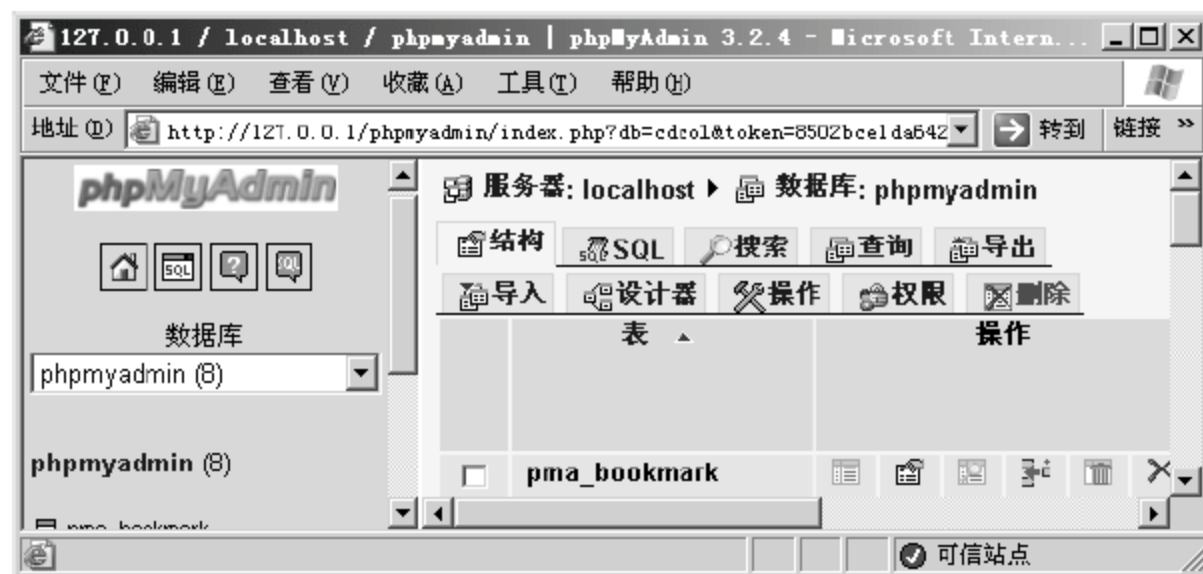 127.0.0.1 / localhost / phpmyadmin | phpMyAdmin 3.2.4 - Microsoft Intern...
文件(F) 编辑(E) 查看(V) 收藏(A) 工具(T) 帮助(H)
地址(D) http://127.0.0.1/phpmyadmin/index.php?db=cdcol&token=8502bce1da642 转到 链接 »
phpMyAdmin
SQL ? SQL
数据库
phpmyadmin (8)
phpmyadmin (8)
pma_bookmark
服务器: localhost ▸ 数据库: phpmyadmin
结构 SQL 搜索 查询 导出
导入 设计器 操作 权限 删除
表 操作
pma_bookmark
可信站点